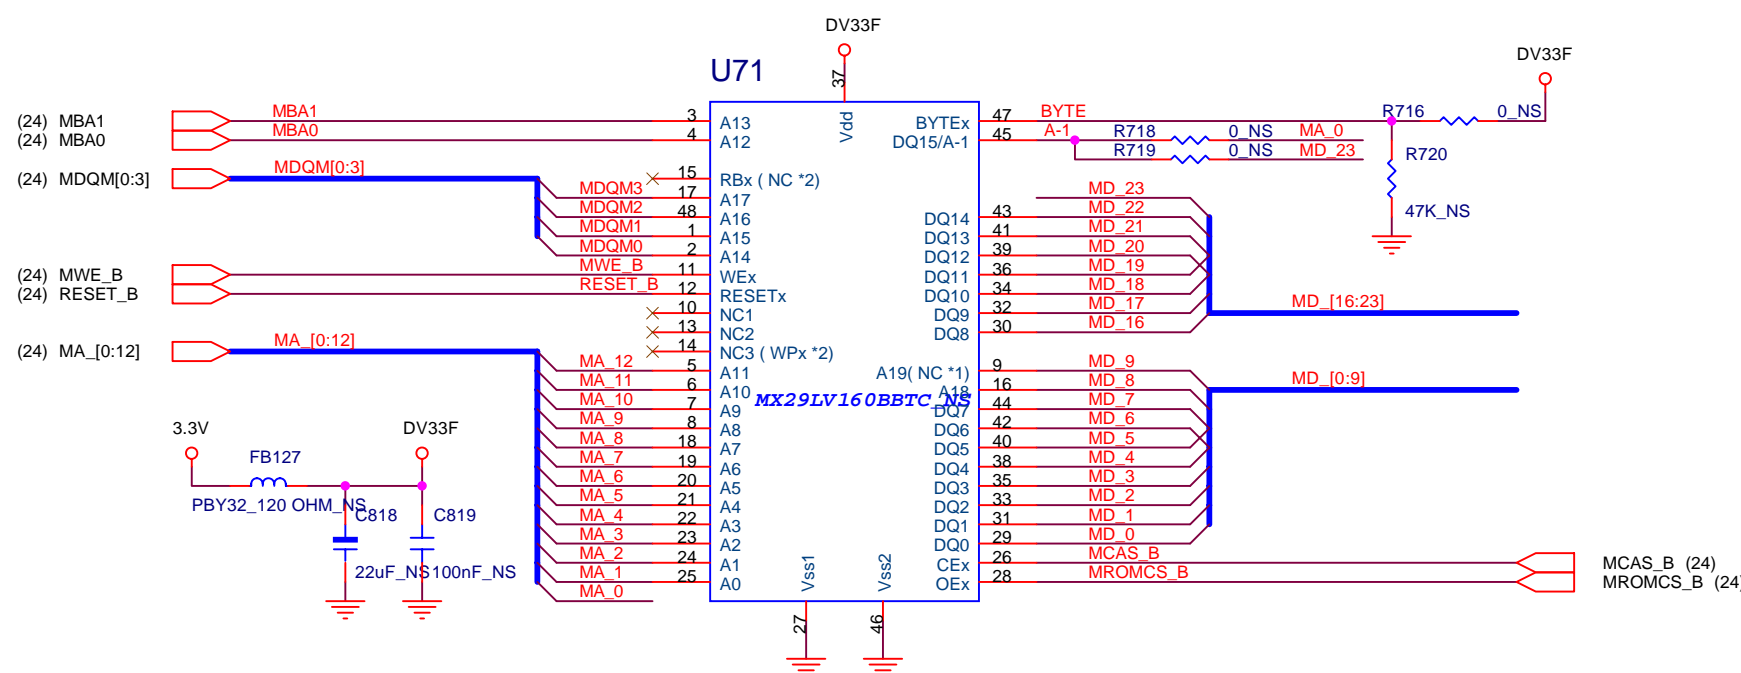 DV33F
DV33F
U71
37
Vdd
(24) MBA1 MBA1 3 A13
(24) MBA0 MBA0 4 A12
BYTEx 47 BYTE R716 0_NS
DQ15/A-1 45 A-1 R718 0_NS MA_0
R719 0_NS MD_23
R720
47K_NS
(24) MDQM[0:3] MDQM[0:3]
15 RBx ( NC *2)
MDQM3 17 A17
MDQM2 48 A16
MDQM1 1 A15
MDQM0 2 A14
(24) MWE_B MWE_B 11 WEx
(24) RESET_B RESET_B 12 RESETx
10 NC1
13 NC2
14 NC3 ( WPx *2)
(24) MA_[0:12] MA_[0:12]
MA_12 5 A11
MA_11 6 A10
MA_10 7 A9
MA_9 8 A8
MA_8 18 A7
MA_7 19 A6
MA_6 20 A5
MA_5 21 A4
MA_4 22 A3
MA_3 23 A2
MA_2 24 A1
MA_1 25 A0
MA_0
MD_23
DQ14 43 MD_22
DQ13 41 MD_21
DQ12 39 MD_20
DQ11 36 MD_19
DQ10 34 MD_18
DQ9 32 MD_17
DQ8 30 MD_16
MD_[16:23]
A19( NC *1) 9 MD_9
A18 16 MD_8
MX29LV160BBTC_NS
DQ7 44 MD_7
DQ6 42 MD_6
DQ5 40 MD_5
DQ4 38 MD_4
DQ3 35 MD_3
DQ2 33 MD_2
DQ1 31 MD_1
DQ0 29 MD_0
MD_[0:9]
CEx 26 MCAS_B MCAS_B (24)
OEx 28 MROMCS_B MROMCS_B (24)
Vss1 Vss2
27 46
3.3V DV33F
FB127
PBY32_120 OHM_NS
C818 C819
22uF_NS 100nF_NS